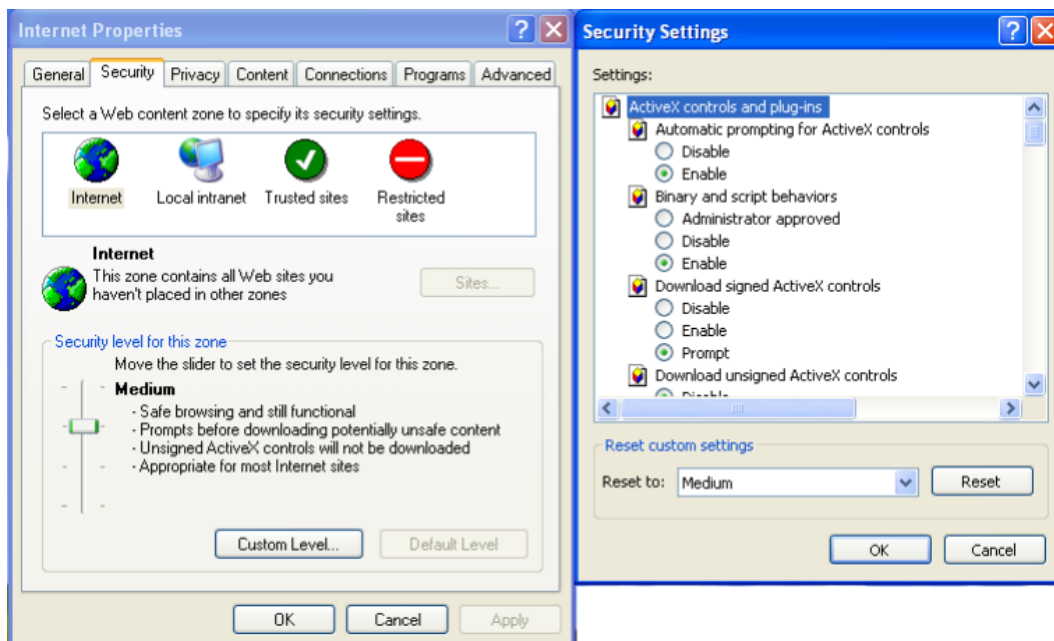 Internet Properties
General Security Privacy Content Connections Programs Advanced
Select a Web content zone to specify its security settings.
Internet Local intranet Trusted sites Restricted sites
Internet
This zone contains all Web sites you
haven't placed in other zones
Sites...
Security level for this zone
Move the slider to set the security level for this zone.
Medium
- Safe browsing and still functional
- Prompts before downloading potentially unsafe content
- Unsigned ActiveX controls will not be downloaded
- Appropriate for most Internet sites
Custom Level... Default Level
OK Cancel Apply
Security Settings
Settings:
ActiveX controls and plug-ins
Automatic prompting for ActiveX controls
Disable
Enable
Binary and script behaviors
Administrator approved
Disable
Enable
Download signed ActiveX controls
Disable
Enable
Prompt
Download unsigned ActiveX controls
Disable
Reset custom settings
Reset to: Medium Reset
OK Cancel